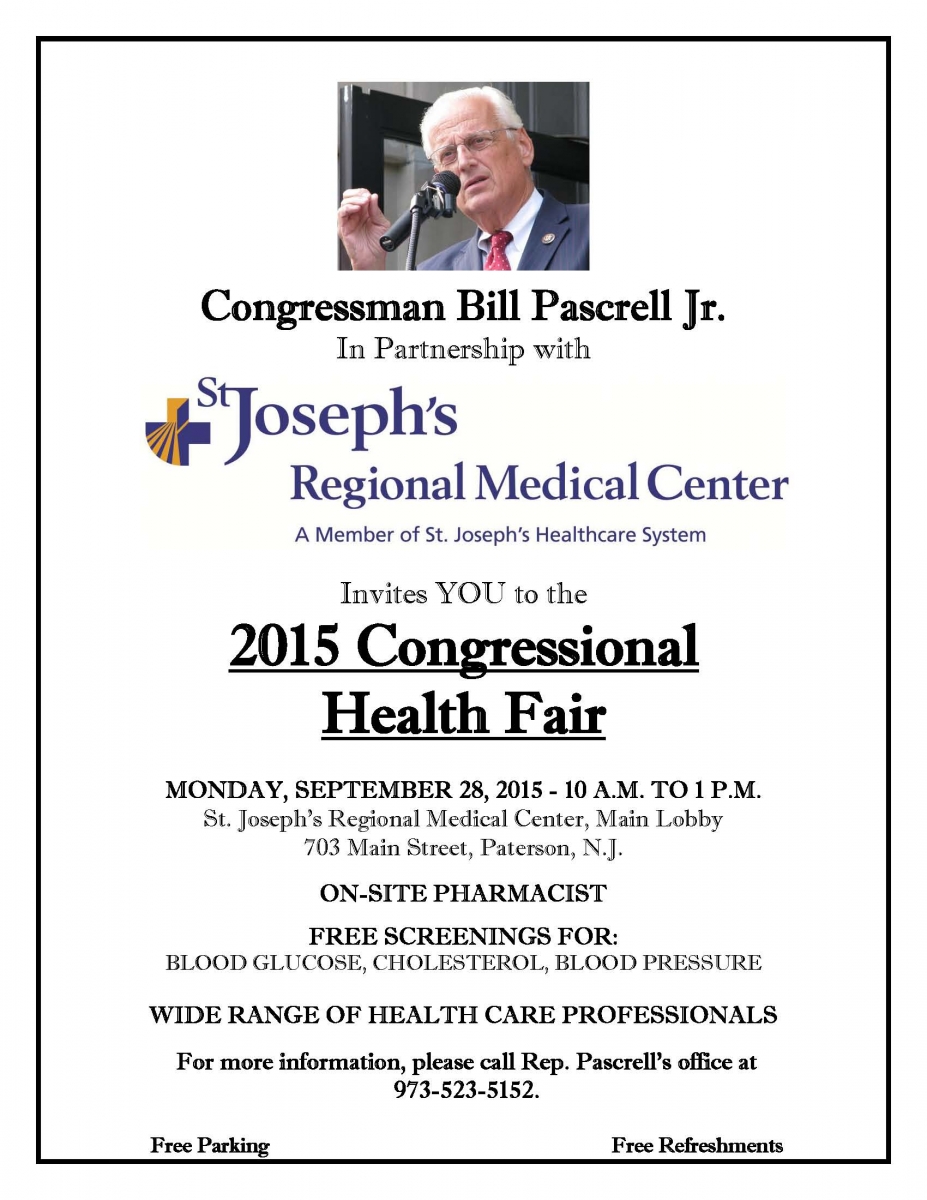 Congressman Bill Pascrell Jr.
In Partnership with
St Joseph's
Regional Medical Center
A Member of St. Joseph's Healthcare System
Invites YOU to the
2015 Congressional
Health Fair
MONDAY, SEPTEMBER 28, 2015 - 10 A.M. TO 1 P.M.
St. Joseph's Regional Medical Center, Main Lobby
703 Main Street, Paterson, N.J.
ON-SITE PHARMACIST
FREE SCREENINGS FOR:
BLOOD GLUCOSE, CHOLESTEROL, BLOOD PRESSURE
WIDE RANGE OF HEALTH CARE PROFESSIONALS
For more information, please call Rep. Pascrell's office at
973-523-5152.
Free Parking Free Refreshments